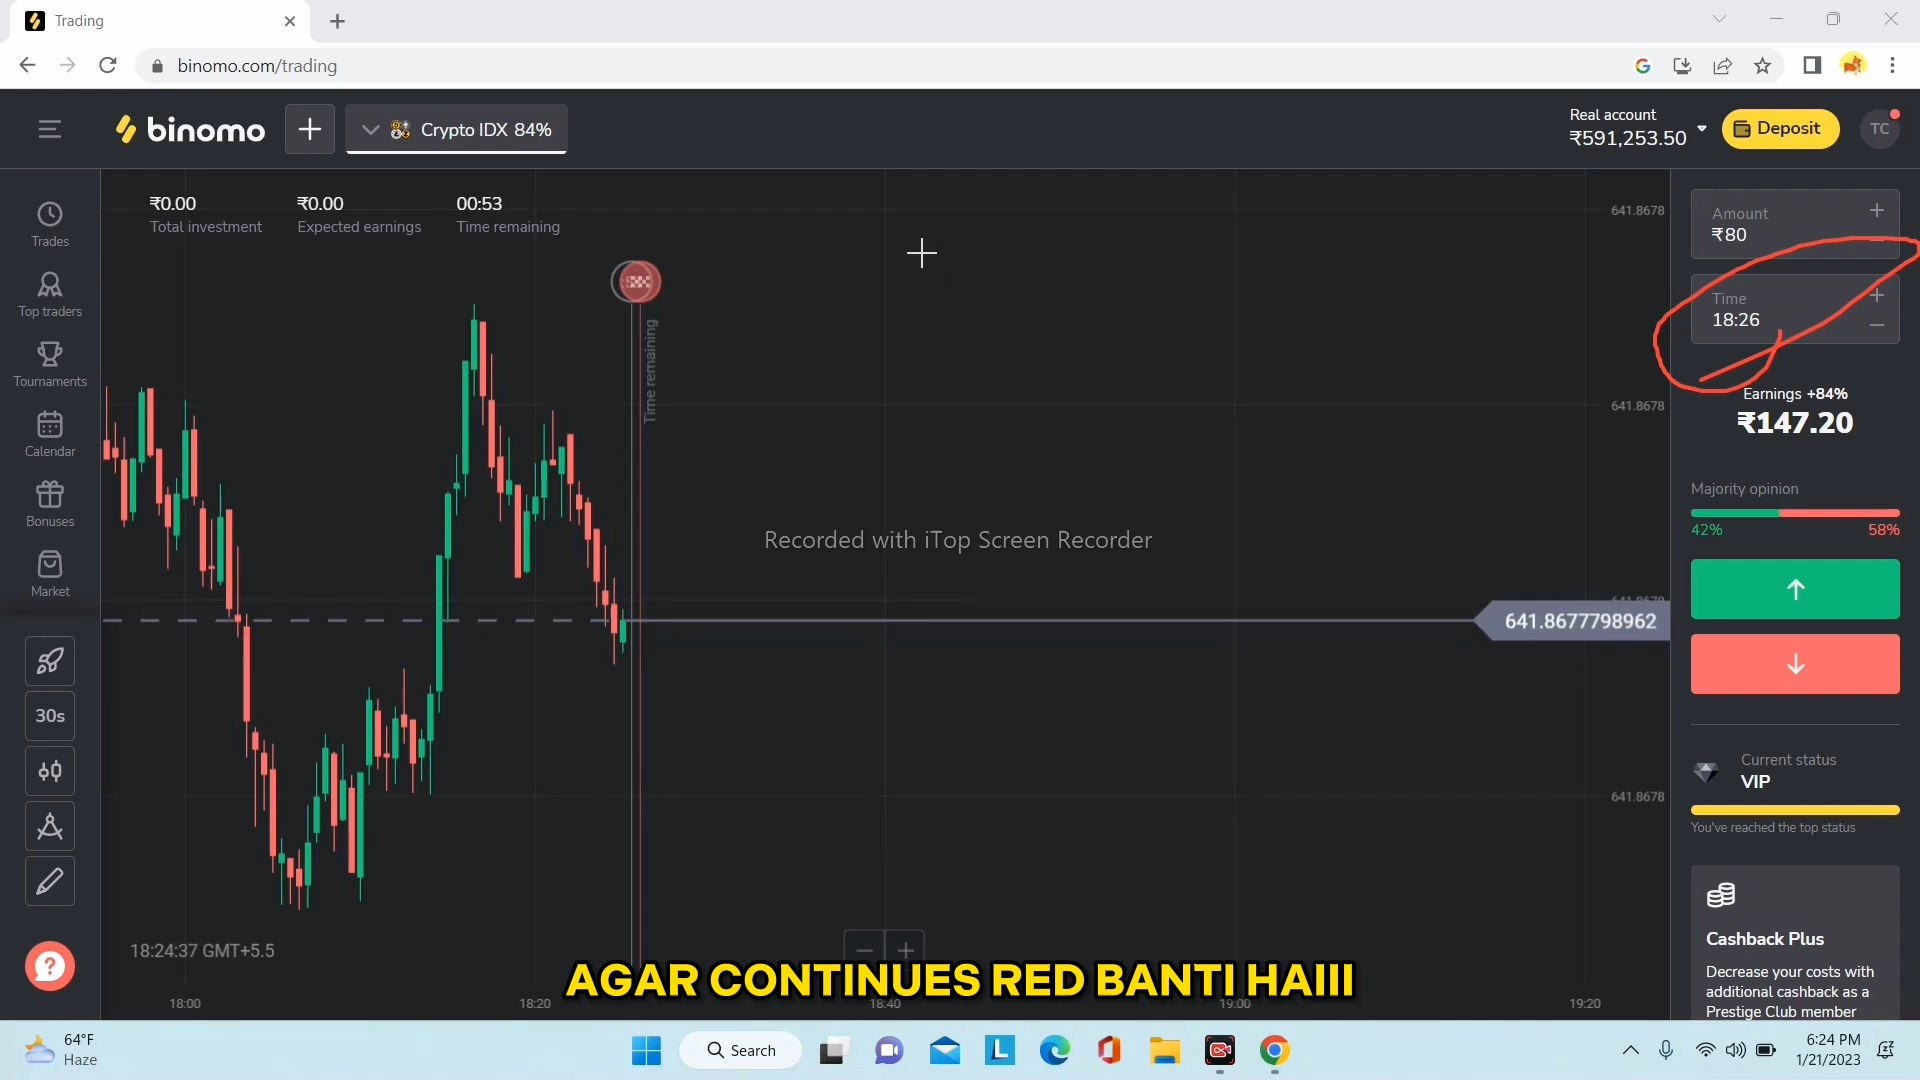 Trading
binomo.com/trading
binomo
Crypto IDX 84%
Real account
₹591,253.50
Deposit
TC
Trades
Top traders
Tournaments
Calendar
Bonuses
Market
30s
₹0.00
Total investment
₹0.00
Expected earnings
00:53
Time remaining
Time remaining
Recorded with iTop Screen Recorder
641.8678
641.8678
641.8678
641.8677798962
641.8678
18:24:37 GMT+5.5
AGAR CONTINUES RED BANTI HAIII
18:00
18:20
18:40
19:00
19:20
Amount
₹80
Time
18:26
Earnings +84%
₹147.20
Majority opinion
42%
58%
Current status
VIP
You've reached the top status
Cashback Plus
Decrease your costs with
additional cashback as a
Prestige Club member
64°F
Haze
Search
6:24 PM
1/21/2023